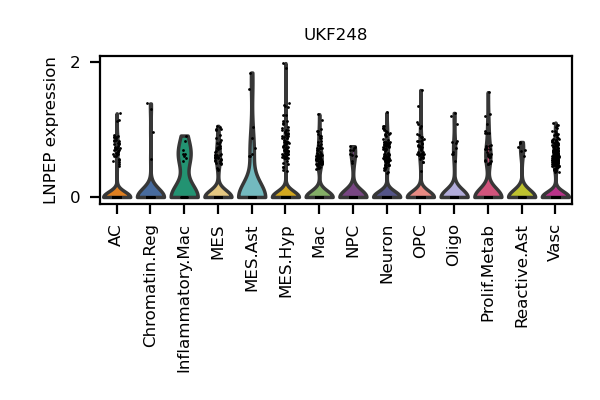 UKF248
LNPEP expression
2
0
AC
Chromatin.Reg
Inflammatory.Mac
MES
MES.Ast
MES.Hyp
Mac
NPC
Neuron
OPC
Oligo
Prolif.Metab
Reactive.Ast
Vasc